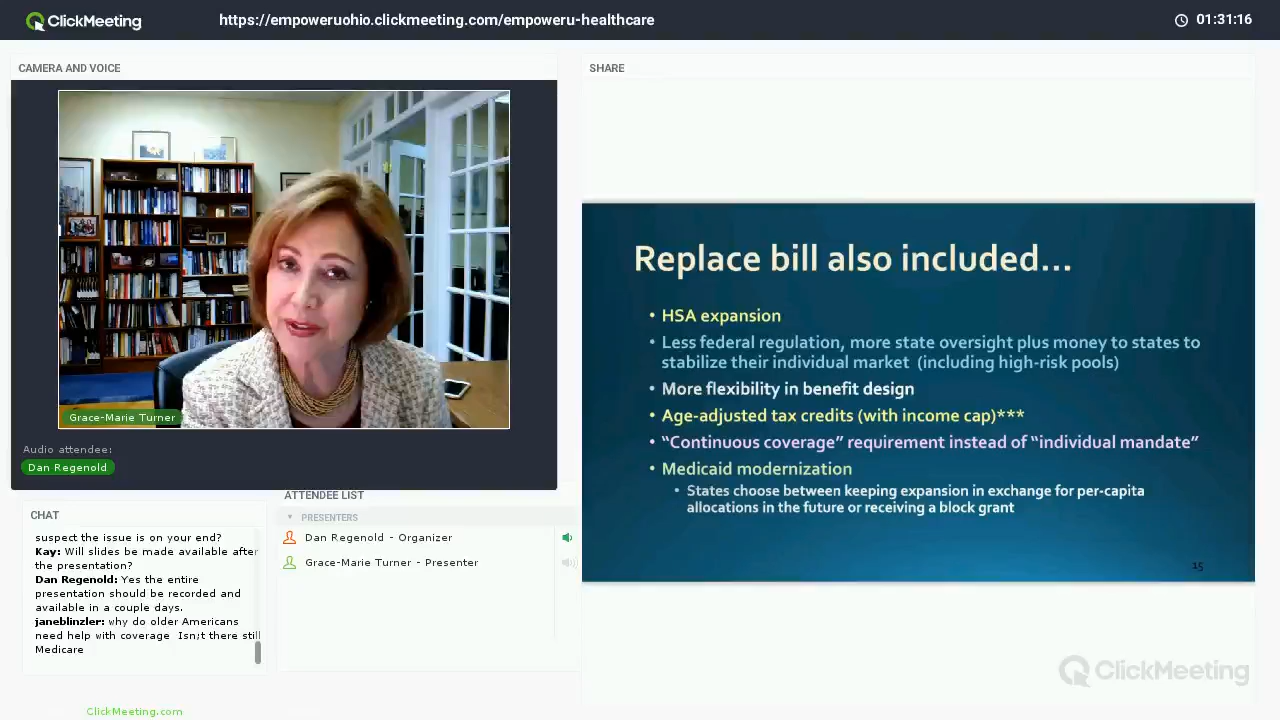 ClickMeeting
https://empoweruohio.clickmeeting.com/empoweru-healthcare
01:31:16
CAMERA AND VOICE
Grace-Marie Turner
Audio attendee:
Dan Regenold
CHAT
suspect the issue is on your end?
Kay: Will slides be made available after
the presentation?
Dan Regenold: Yes the entire
presentation should be recorded and
available in a couple days.
janeblinzler: why do older Americans
need help with coverage Isn;t there still
Medicare
ATTENDEE LIST
PRESENTERS
Dan Regenold - Organizer
Grace-Marie Turner - Presenter
SHARE
Replace bill also included...
• HSA expansion
• Less federal regulation, more state oversight plus money to states to
stabilize their individual market (including high-risk pools)
• More flexibility in benefit design
• Age-adjusted tax credits (with income cap)***
• “Continuous coverage” requirement instead of “individual mandate”
• Medicaid modernization
• States choose between keeping expansion in exchange for per-capita
allocations in the future or receiving a block grant
15
ClickMeeting
ClickMeeting.com